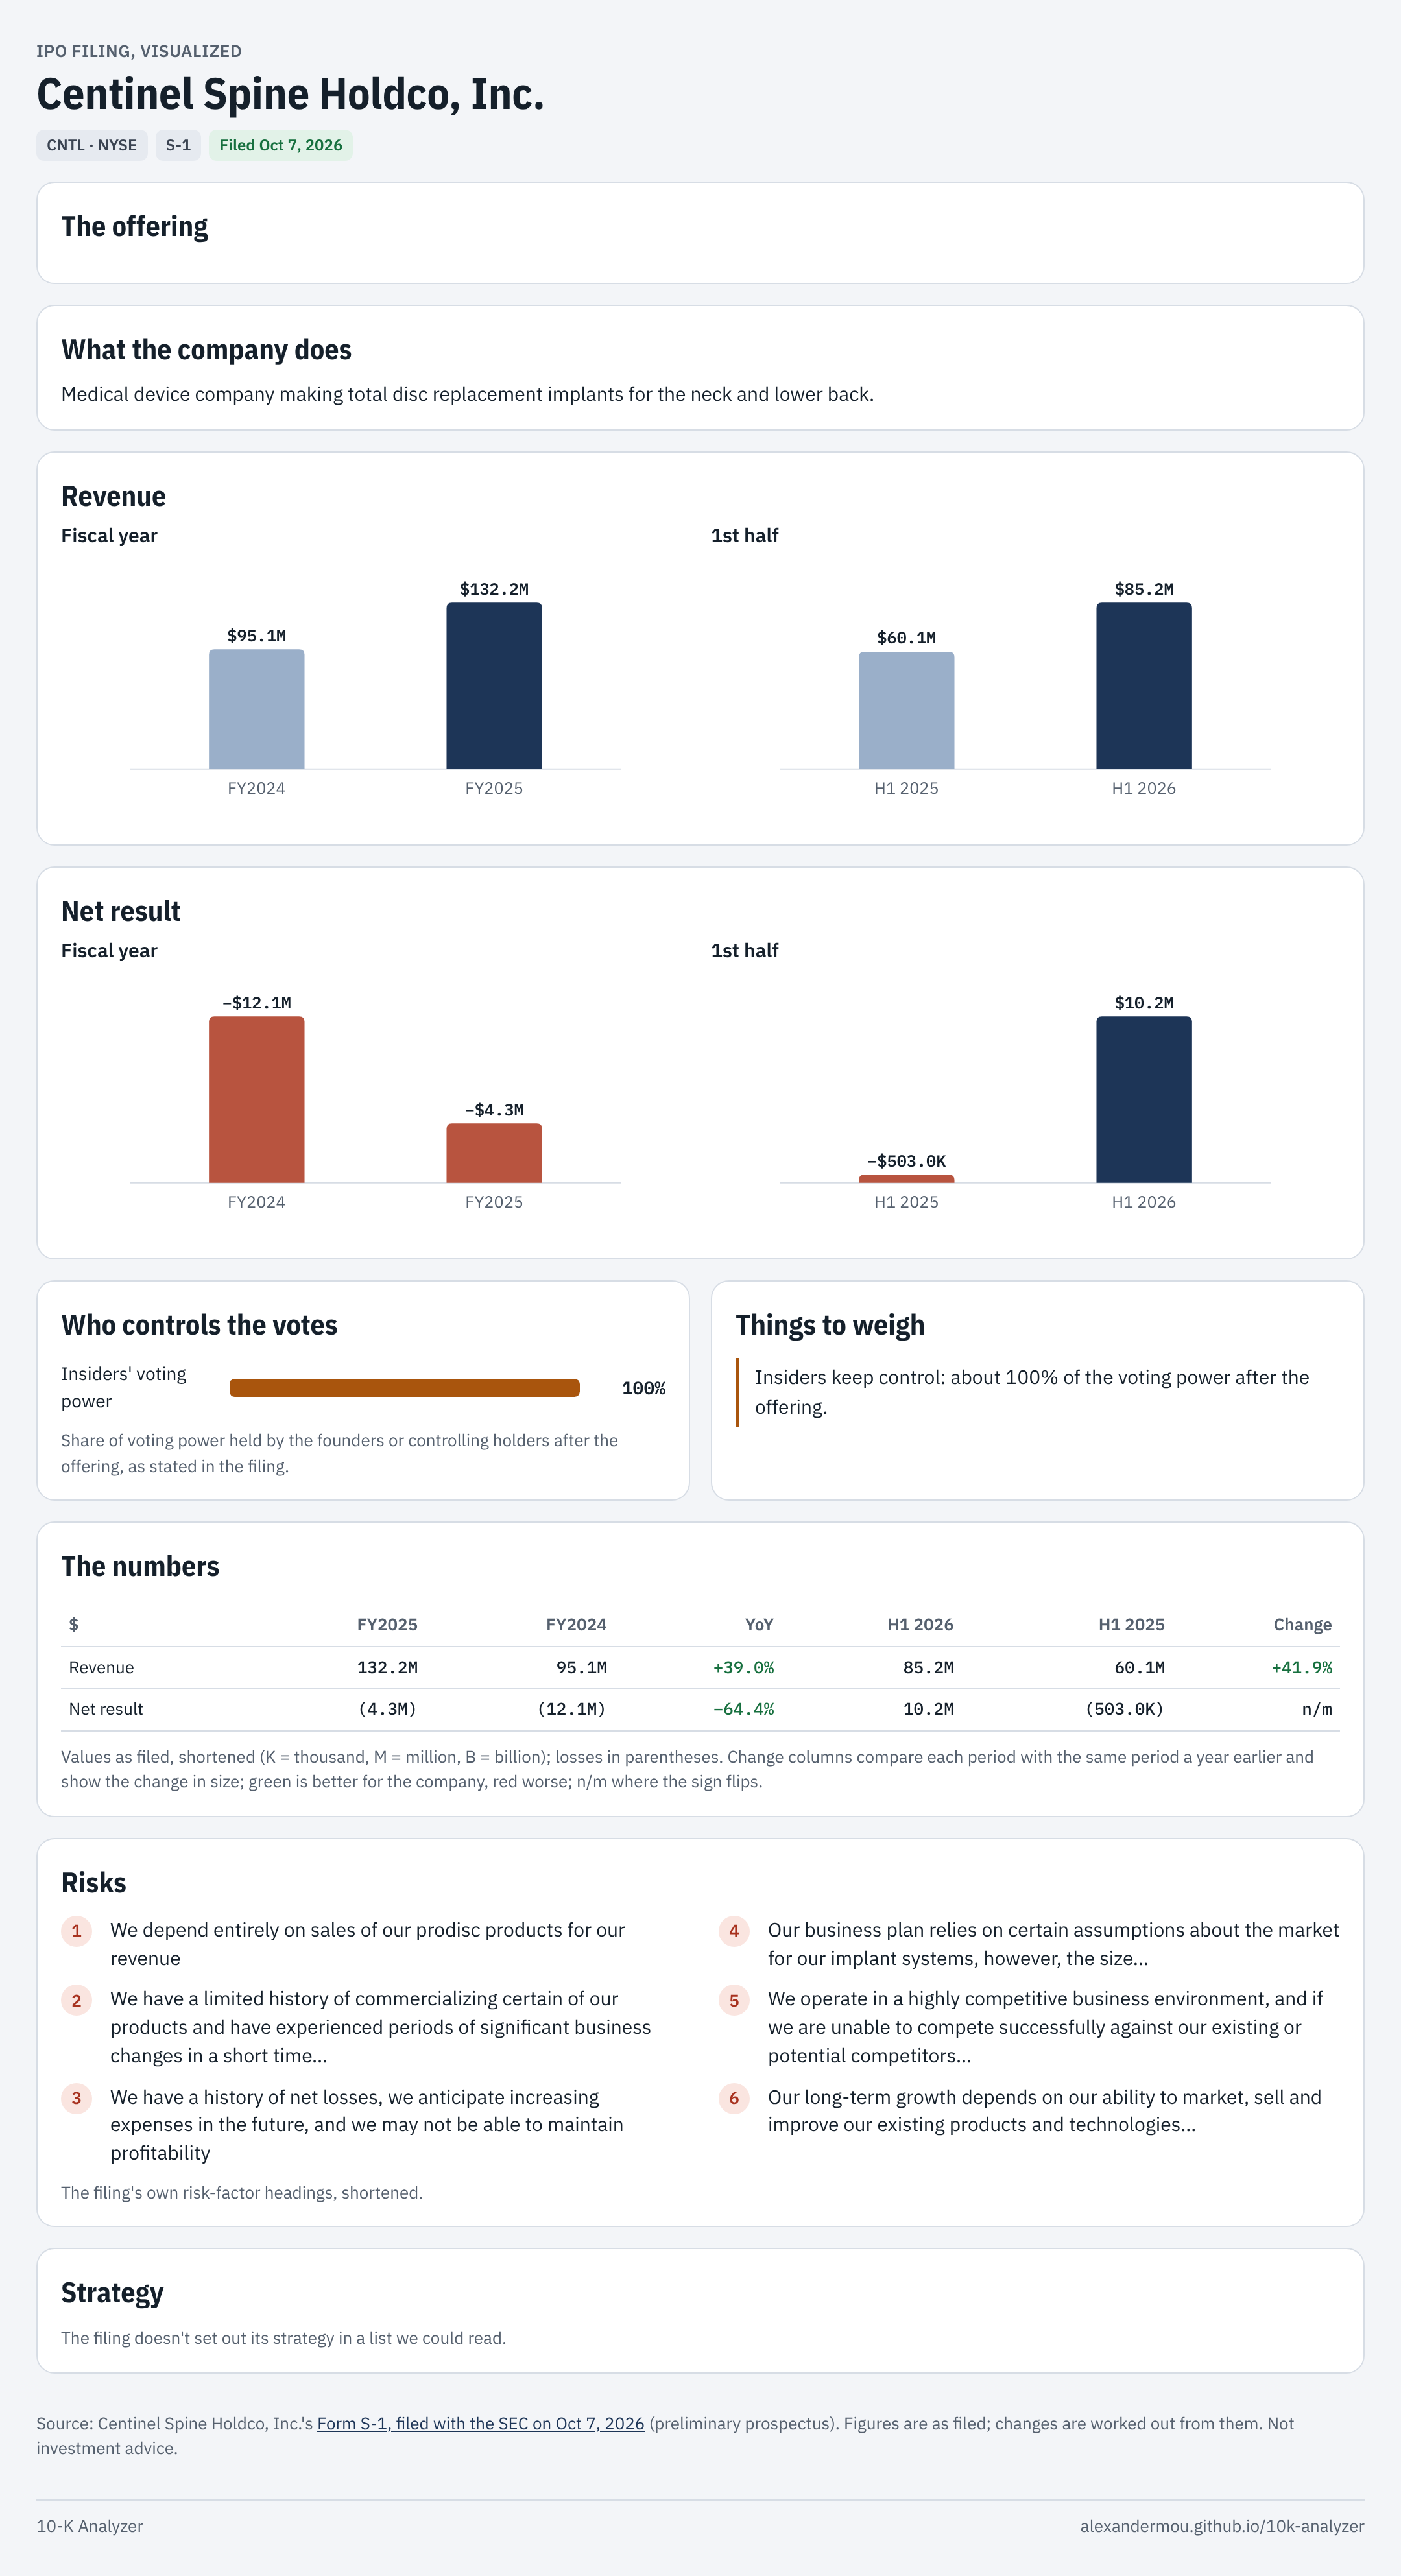 IPO FILING, VISUALIZED
Centinel Spine Holdco, Inc.
CNTL · NYSE
S-1
Filed Oct 7, 2026
The offering
What the company does
Medical device company making total disc replacement implants for the neck and lower back.
Revenue
Fiscal year
$95.1M
$132.2M
FY2024
FY2025
1st half
$60.1M
$85.2M
H1 2025
H1 2026
Net result
Fiscal year
−$12.1M
−$4.3M
FY2024
FY2025
1st half
−$503.0K
$10.2M
H1 2025
H1 2026
Who controls the votes
Insiders' voting
power
100%
Share of voting power held by the founders or controlling holders after the
offering, as stated in the filing.
Things to weigh
Insiders keep control: about 100% of the voting power after the
offering.
The numbers
$ FY2025 FY2024 YoY H1 2026 H1 2025 Change
Revenue 132.2M 95.1M +39.0% 85.2M 60.1M +41.9%
Net result (4.3M) (12.1M) −64.4% 10.2M (503.0K) n/m
Values as filed, shortened (K = thousand, M = million, B = billion); losses in parentheses. Change columns compare each period with the same period a year earlier and
show the change in size; green is better for the company, red worse; n/m where the sign flips.
Risks
1 We depend entirely on sales of our prodisc products for our
revenue
2 We have a limited history of commercializing certain of our
products and have experienced periods of significant business
changes in a short time…
3 We have a history of net losses, we anticipate increasing
expenses in the future, and we may not be able to maintain
profitability
4 Our business plan relies on certain assumptions about the market
for our implant systems, however, the size…
5 We operate in a highly competitive business environment, and if
we are unable to compete successfully against our existing or
potential competitors…
6 Our long-term growth depends on our ability to market, sell and
improve our existing products and technologies…
The filing's own risk-factor headings, shortened.
Strategy
The filing doesn't set out its strategy in a list we could read.
Source: Centinel Spine Holdco, Inc.'s Form S-1, filed with the SEC on Oct 7, 2026 (preliminary prospectus). Figures are as filed; changes are worked out from them. Not
investment advice.
10-K Analyzer
alexandermou.github.io/10k-analyzer